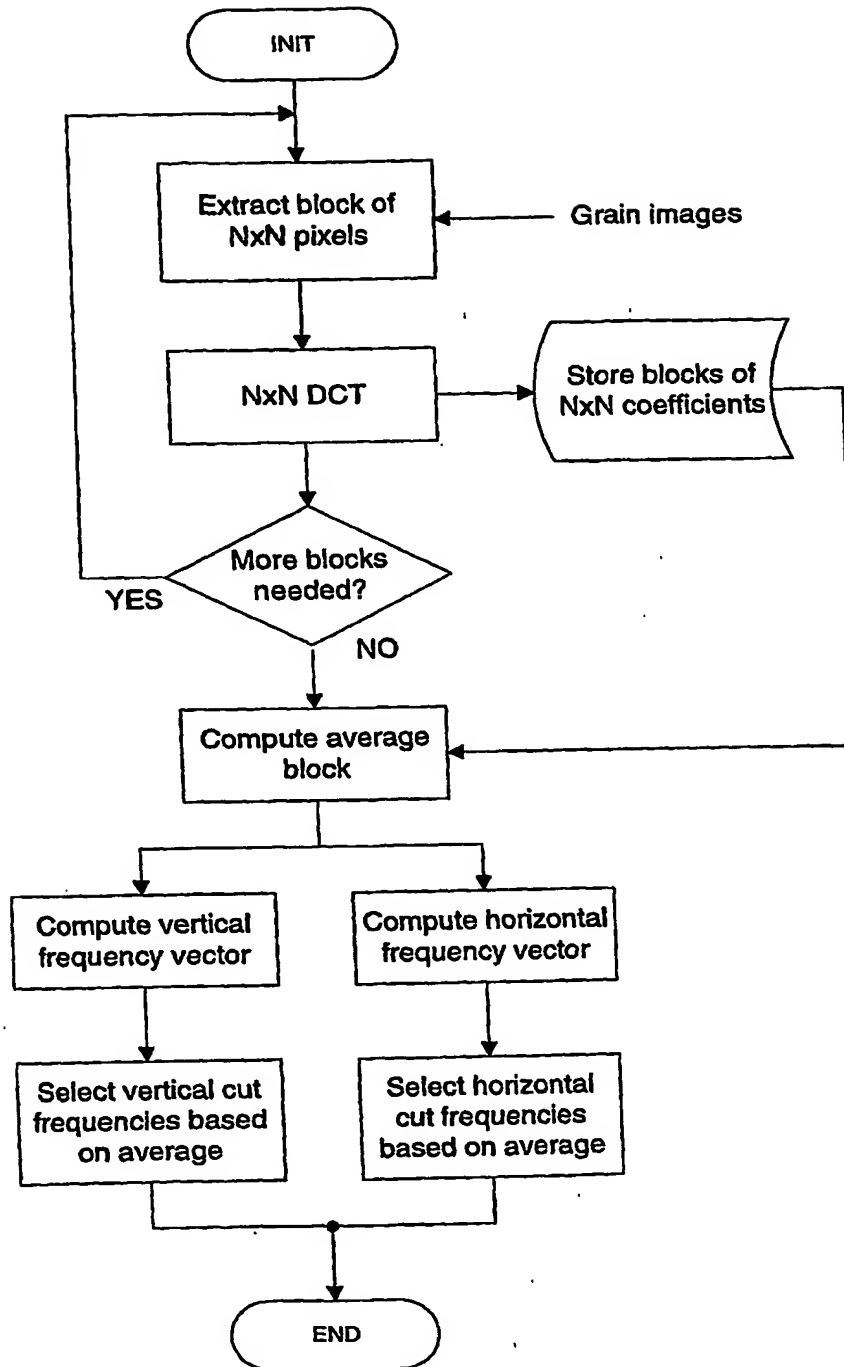 INIT
Extract block of
NxN pixels
Grain images
NxN DCT
Store blocks of
NxN coefficients
More blocks
needed?
YES
NO
Compute average
block
Compute vertical
frequency vector
Compute horizontal
frequency vector
Select vertical cut
frequencies based
on average
Select horizontal
cut frequencies
based on average
END